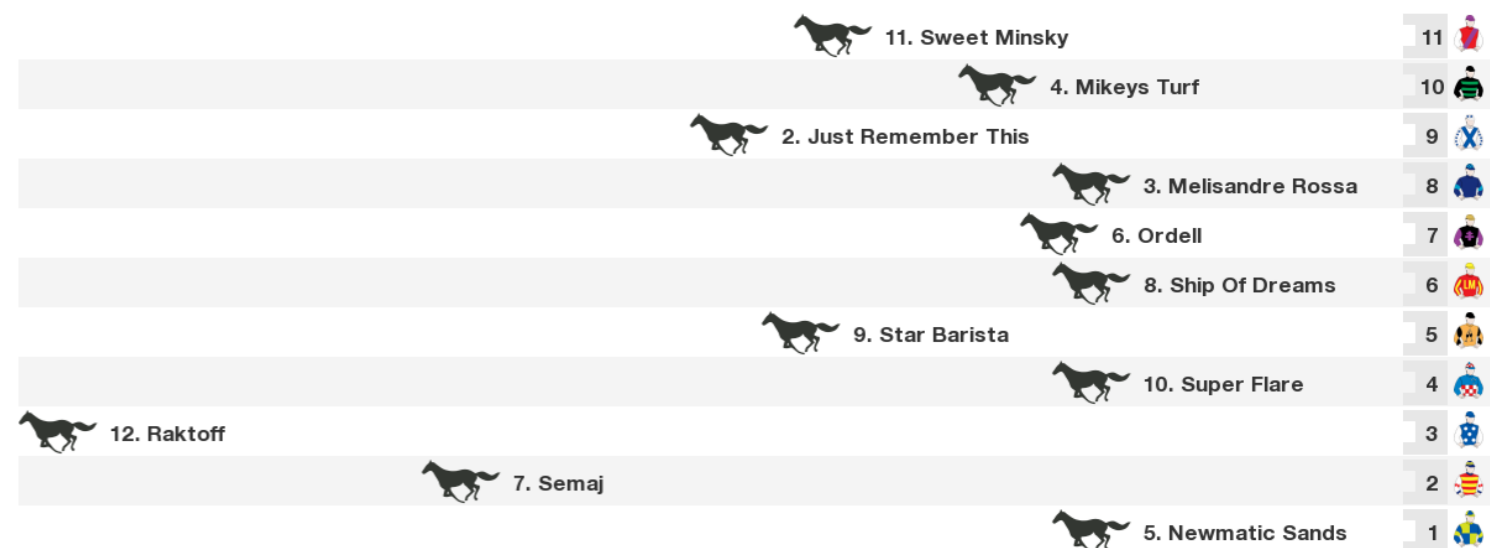 11. Sweet Minsky 11
4. Mikeys Turf 10
2. Just Remember This 9
3. Melisandre Rossa 8
6. Ordell 7
8. Ship Of Dreams 6
LM
9. Star Barista 5
10. Super Flare 4
12. Raktoff 3
7. Semaj 2
5. Newmatic Sands 1